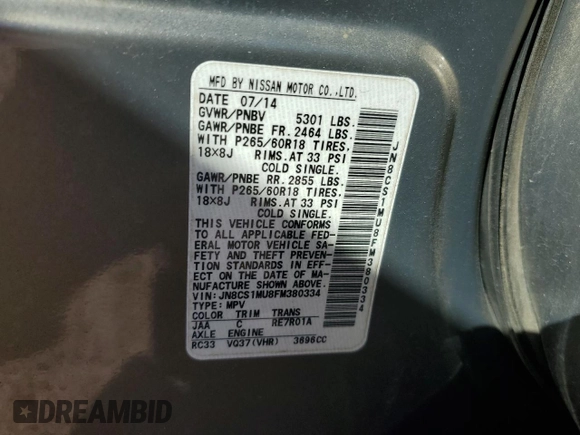 MFD BY NISSAN MOTOR CO.,LTD.
DATE 07/14
GVWR/PNBV 5301 LBS.
GAWR/PNBE FR. 2464 LBS.
WITH P265/60R18 TIRES.
18×8J RIMS.AT 33 PSI
COLD SINGLE.
GAWR/PNBE RR. 2855 LBS.
WITH P265/60R18 TIRES.
18×8J RIMS.AT 33 PSI
COLD SINGLE.
THIS VEHICLE CONFORMS
TO ALL APPLICABLE FED-
ERAL MOTOR VEHICLE SA-
FETY AND THEFT PREVEN-
TION STANDARDS IN EFF-
ECT ON THE DATE OF MA-
NUFACTURE SHOWN ABOVE.
VIN:JN8CS1MU8FM380334
TYPE: MPV
COLOR TRIM TRANS
JAA C RE7R01A
AXLE ENGINE
RC33 VQ37(VHR) 3696CC
JN8CS1MU8FM380334
DREAMBID